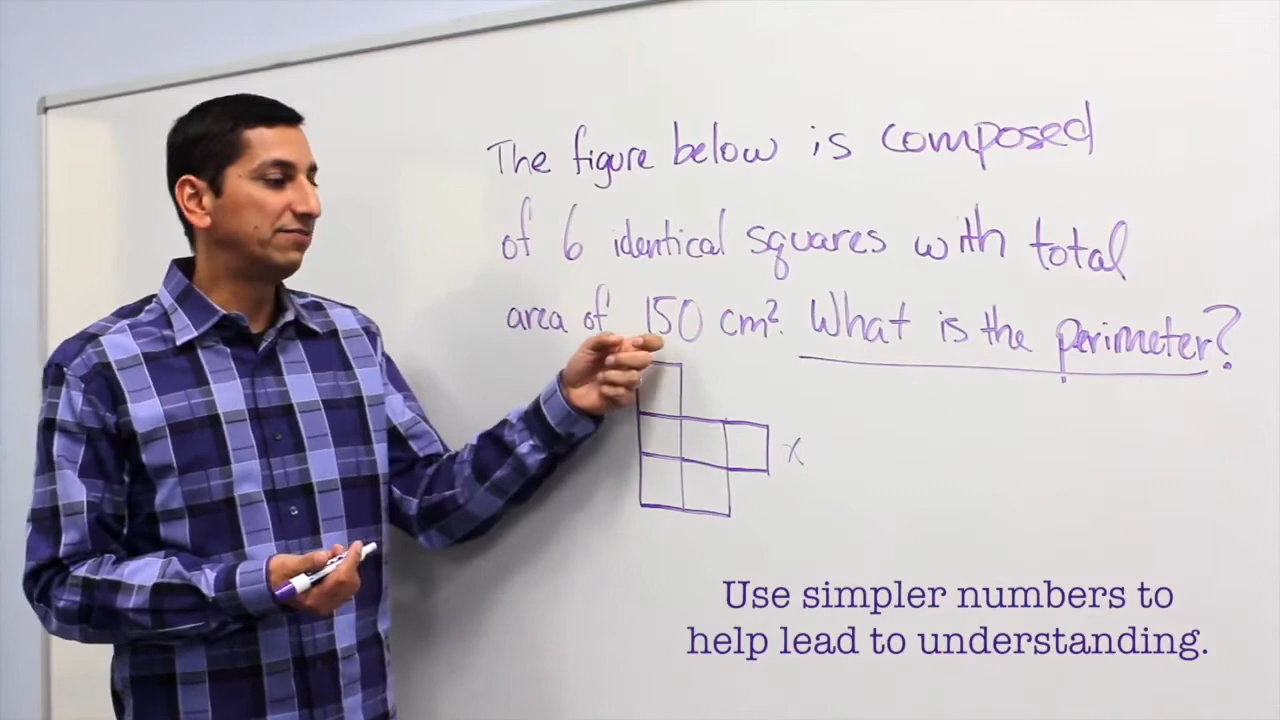 The figure below is composed
of 6 identical squares with total
area of 150 cm². What is the perimeter?
x
Use simpler numbers to
help lead to understanding.